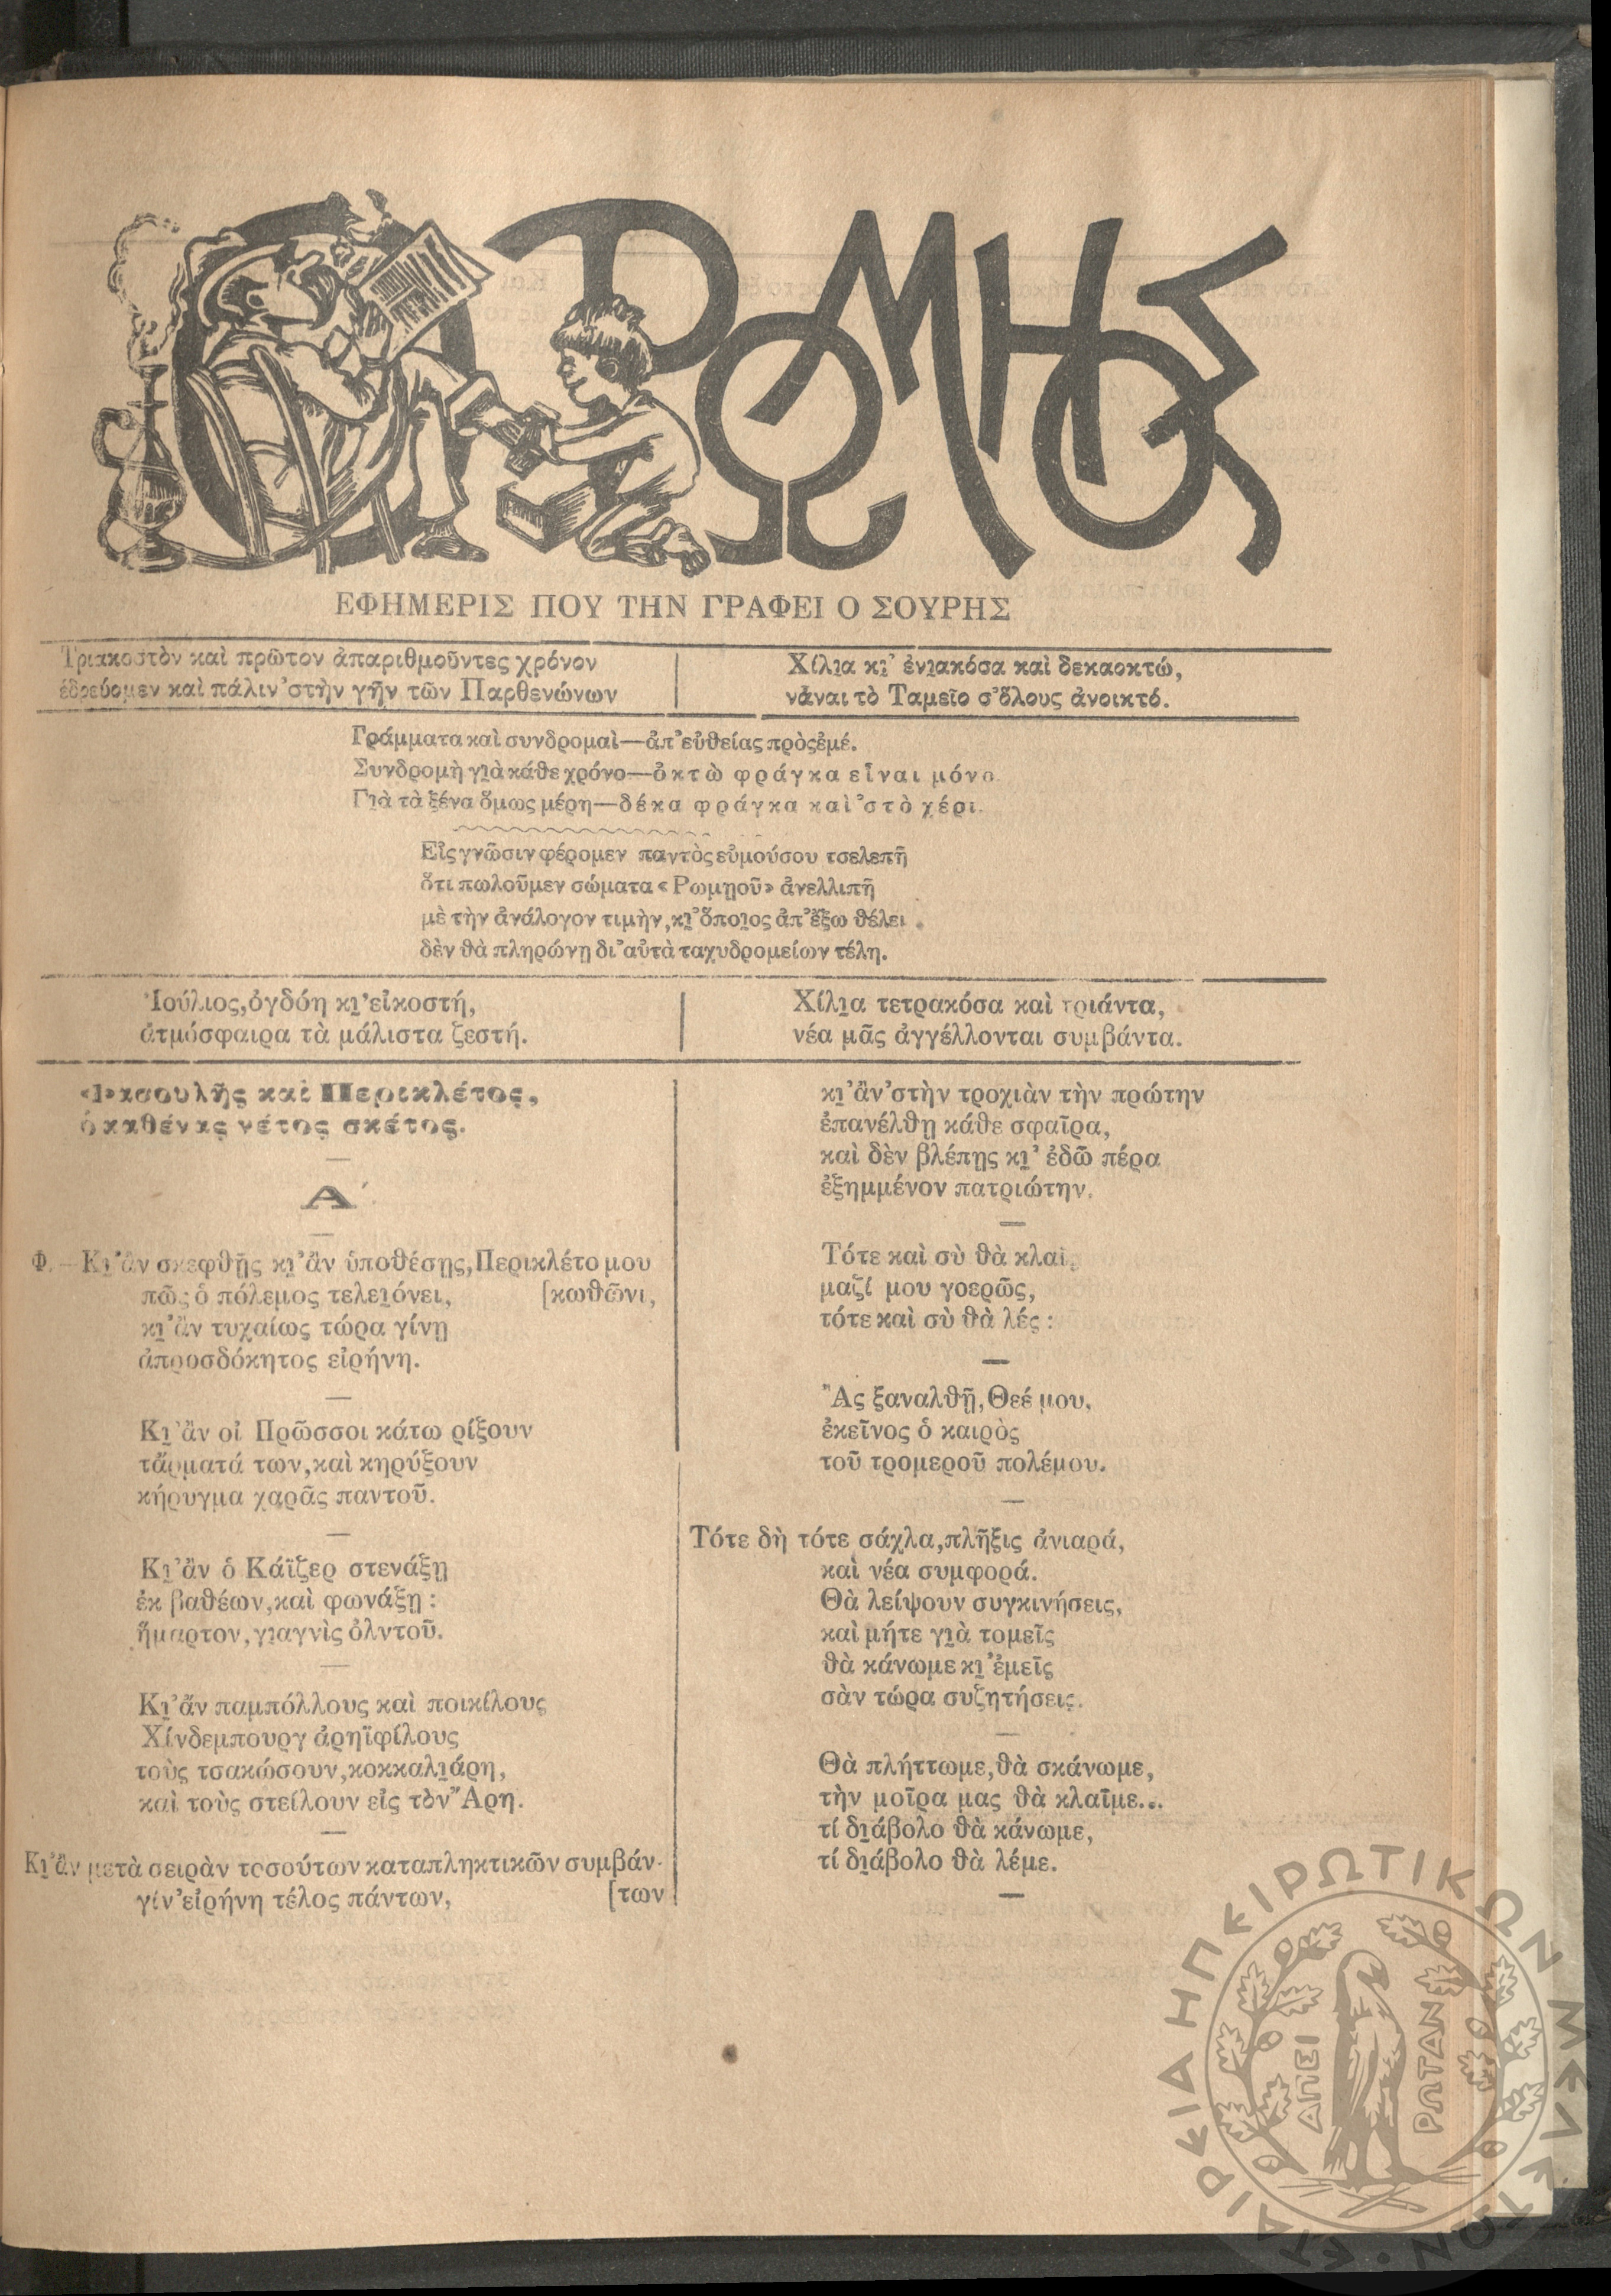 Ο ΡΩΜΗΟΣ
ΕΦΗΜΕΡΙΣ ΠΟΥ ΤΗΝ ΓΡΑΦΕΙ Ο ΣΟΥΡΗΣ
Τριακοστὸν καὶ πρῶτον ἀπαριθμοῦντες χρόνον
ἑδρεύομεν καὶ πάλιν ’στὴν γῆν τῶν Παρθενώνων
Χίλια κι’ ἐνιακόσα καὶ δεκαοκτώ,
νἆναι τὸ Ταμεῖο σ’ ὅλους ἀνοικτό.
Γράμματα καὶ συνδρομαὶ—ἀπ’ εὐθείας πρὸς ἐμέ.
Συνδρομὴ γιὰ κάθε χρόνο—ὀκτὼ φράγκα εἶναι μόνο
Γιὰ τὰ ξένα ὅμως μέρη—δέκα φράγκα καὶ ’στὸ χέρι.
Εἰς γνῶσιν φέρομεν παντὸς εὐμούσου τσελεπῆ
ὅτι πωλοῦμεν σώματα «Ρωμηοῦ» ἀνελλιπῆ
μὲ τὴν ἀνάλογον τιμὴν, κι’ ὅποιος ἀπ’ ἔξω θέλει
δὲν θὰ πληρώνῃ δι’ αὐτὰ ταχυδρομείων τέλη.
Ἰούλιος, ὀγδόη κι’ εἰκοστή,
ἀτμόσφαιρα τὰ μάλιστα ζεστή.
Χίλια τετρακόσα καὶ τριάντα,
νέα μᾶς ἀγγέλλονται συμβάντα.
Φασουλῆς καὶ Περικλέτος,
ὁ καθένας νέτος σκέτος.
Α΄
Φ.—Κι’ ἂν σκεφθῇς κι’ ἂν ὑποθέσῃς, Περικλέτο μου
πῶς ὁ πόλεμος τελειόνει, [κωθῶνι,
κι’ ἂν τυχαίως τώρα γίνῃ
ἀπροσδόκητος εἰρήνη.
Κι’ ἂν οἱ Πρῶσσοι κάτω ρίξουν
τἄρματά των, καὶ κηρύξουν
κήρυγμα χαρᾶς παντοῦ.
Κι’ ἂν ὁ Κάϊζερ στενάξῃ
ἐκ βαθέων, καὶ φωνάξῃ :
ἥμαρτον, γιαγνὶς ὀλντοῦ.
Κι’ ἂν παμπόλλους καὶ ποικίλους
Χίνδεμπουργ ἀρηϊφίλους
τοὺς τσακώσουν, κοκκαλιάρη,
καὶ τοὺς στείλουν εἰς τὸν Ἄρη.
Κι’ ἂν μετὰ σειρὰν τοσούτων καταπληκτικῶν συμβάν-
γίν’ εἰρήνη τέλος πάντων, [των
κι’ ἂν ’στὴν τροχιὰν τὴν πρώτην
ἐπανέλθῃ κάθε σφαῖρα,
καὶ δὲν βλέπῃς κι’ ἐδῶ πέρα
ἐξημμένον πατριώτην.
Τότε καὶ σὺ θὰ κλαῖς
μαζί μου γοερῶς,
τότε καὶ σὺ θὰ λές :
Ἂς ξαναλθῇ, Θεέ μου,
ἐκεῖνος ὁ καιρὸς
τοῦ τρομεροῦ πολέμου.
Τότε δὴ τότε σάχλα, πλῆξις ἀνιαρά,
καὶ νέα συμφορά.
Θὰ λείψουν συγκινήσεις,
καὶ μήτε γιὰ τομεῖς
θὰ κάνωμε κι’ ἐμεῖς
σὰν τώρα συζητήσεις.
Θὰ πλήττωμε, θὰ σκάνωμε,
τὴν μοῖρα μας θὰ κλαῖμε...
τί διάβολο θὰ κάνωμε,
τί διάβολο θὰ λέμε.
ΕΤΑΙΡΕΙΑ ΗΠΕΙΡΩΤΙΚΩΝ ΜΕΛΕΤΩΝ
ΑΠΕΙ
ΡΩΤΑΝ